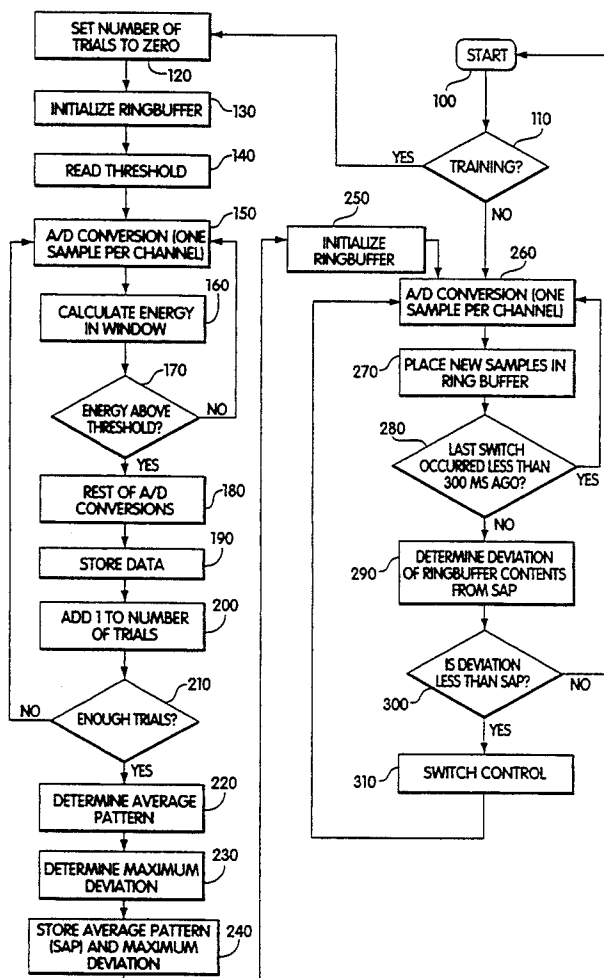 SET NUMBER OF
TRIALS TO ZERO
120
INITIALIZE RINGBUFFER
130
140
READ THRESHOLD
150
A/D CONVERSION (ONE
SAMPLE PER CHANNEL)
160
CALCULATE ENERGY
IN WINDOW
170
ENERGY ABOVE
THRESHOLD?
NO
YES
180
REST OF A/D
CONVERSIONS
190
STORE DATA
200
ADD 1 TO NUMBER
OF TRIALS
210
NO
ENOUGH TRIALS?
YES
220
DETERMINE AVERAGE
PATTERN
230
DETERMINE MAXIMUM
DEVIATION
240
STORE AVERAGE PATTERN
(SAP) AND MAXIMUM
DEVIATION
START
100
110
YES
TRAINING?
NO
250
INITIALIZE
RINGBUFFER
260
A/D CONVERSION (ONE
SAMPLE PER CHANNEL)
270
PLACE NEW SAMPLES IN
RING BUFFER
280
LAST SWITCH
OCCURRED LESS THAN
300 MS AGO?
YES
NO
290
DETERMINE DEVIATION
OF RINGBUFFER CONTENTS
FROM SAP
IS DEVIATION
LESS THAN SAP?
300
NO
YES
310
SWITCH CONTROL